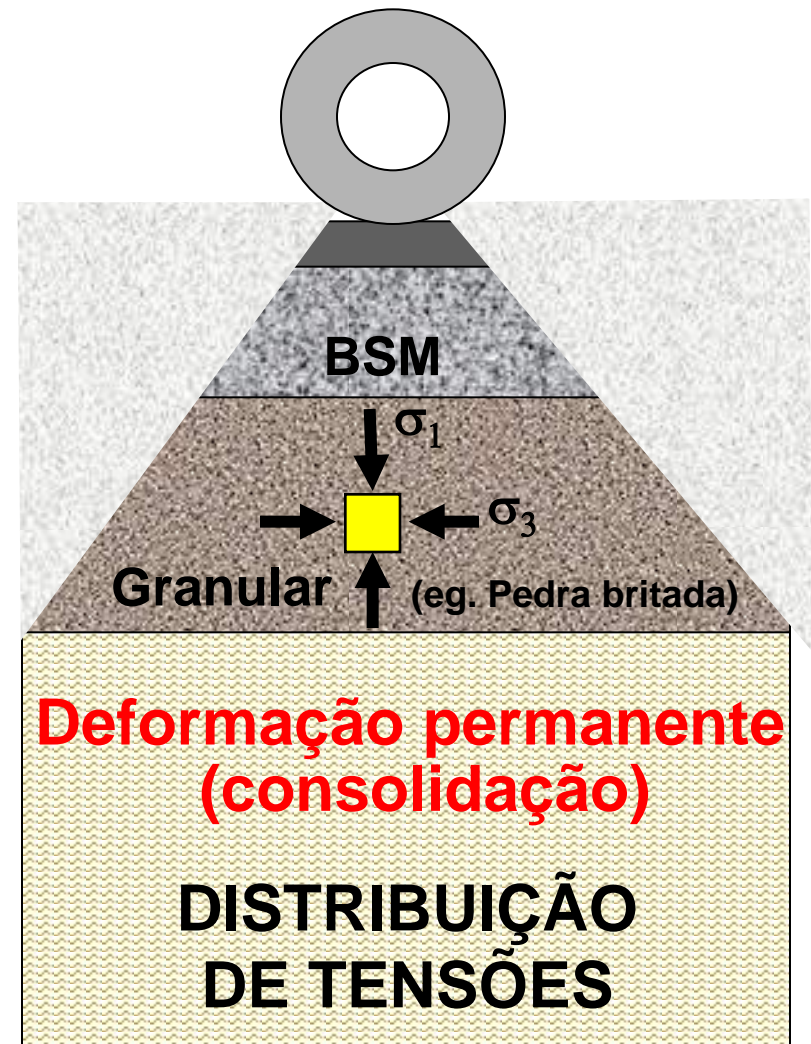 BSM
σ1
σ3
Granular (eg. Pedra britada)
Deformação permanente
(consolidação)
DISTRIBUIÇÃO
DE TENSÕES